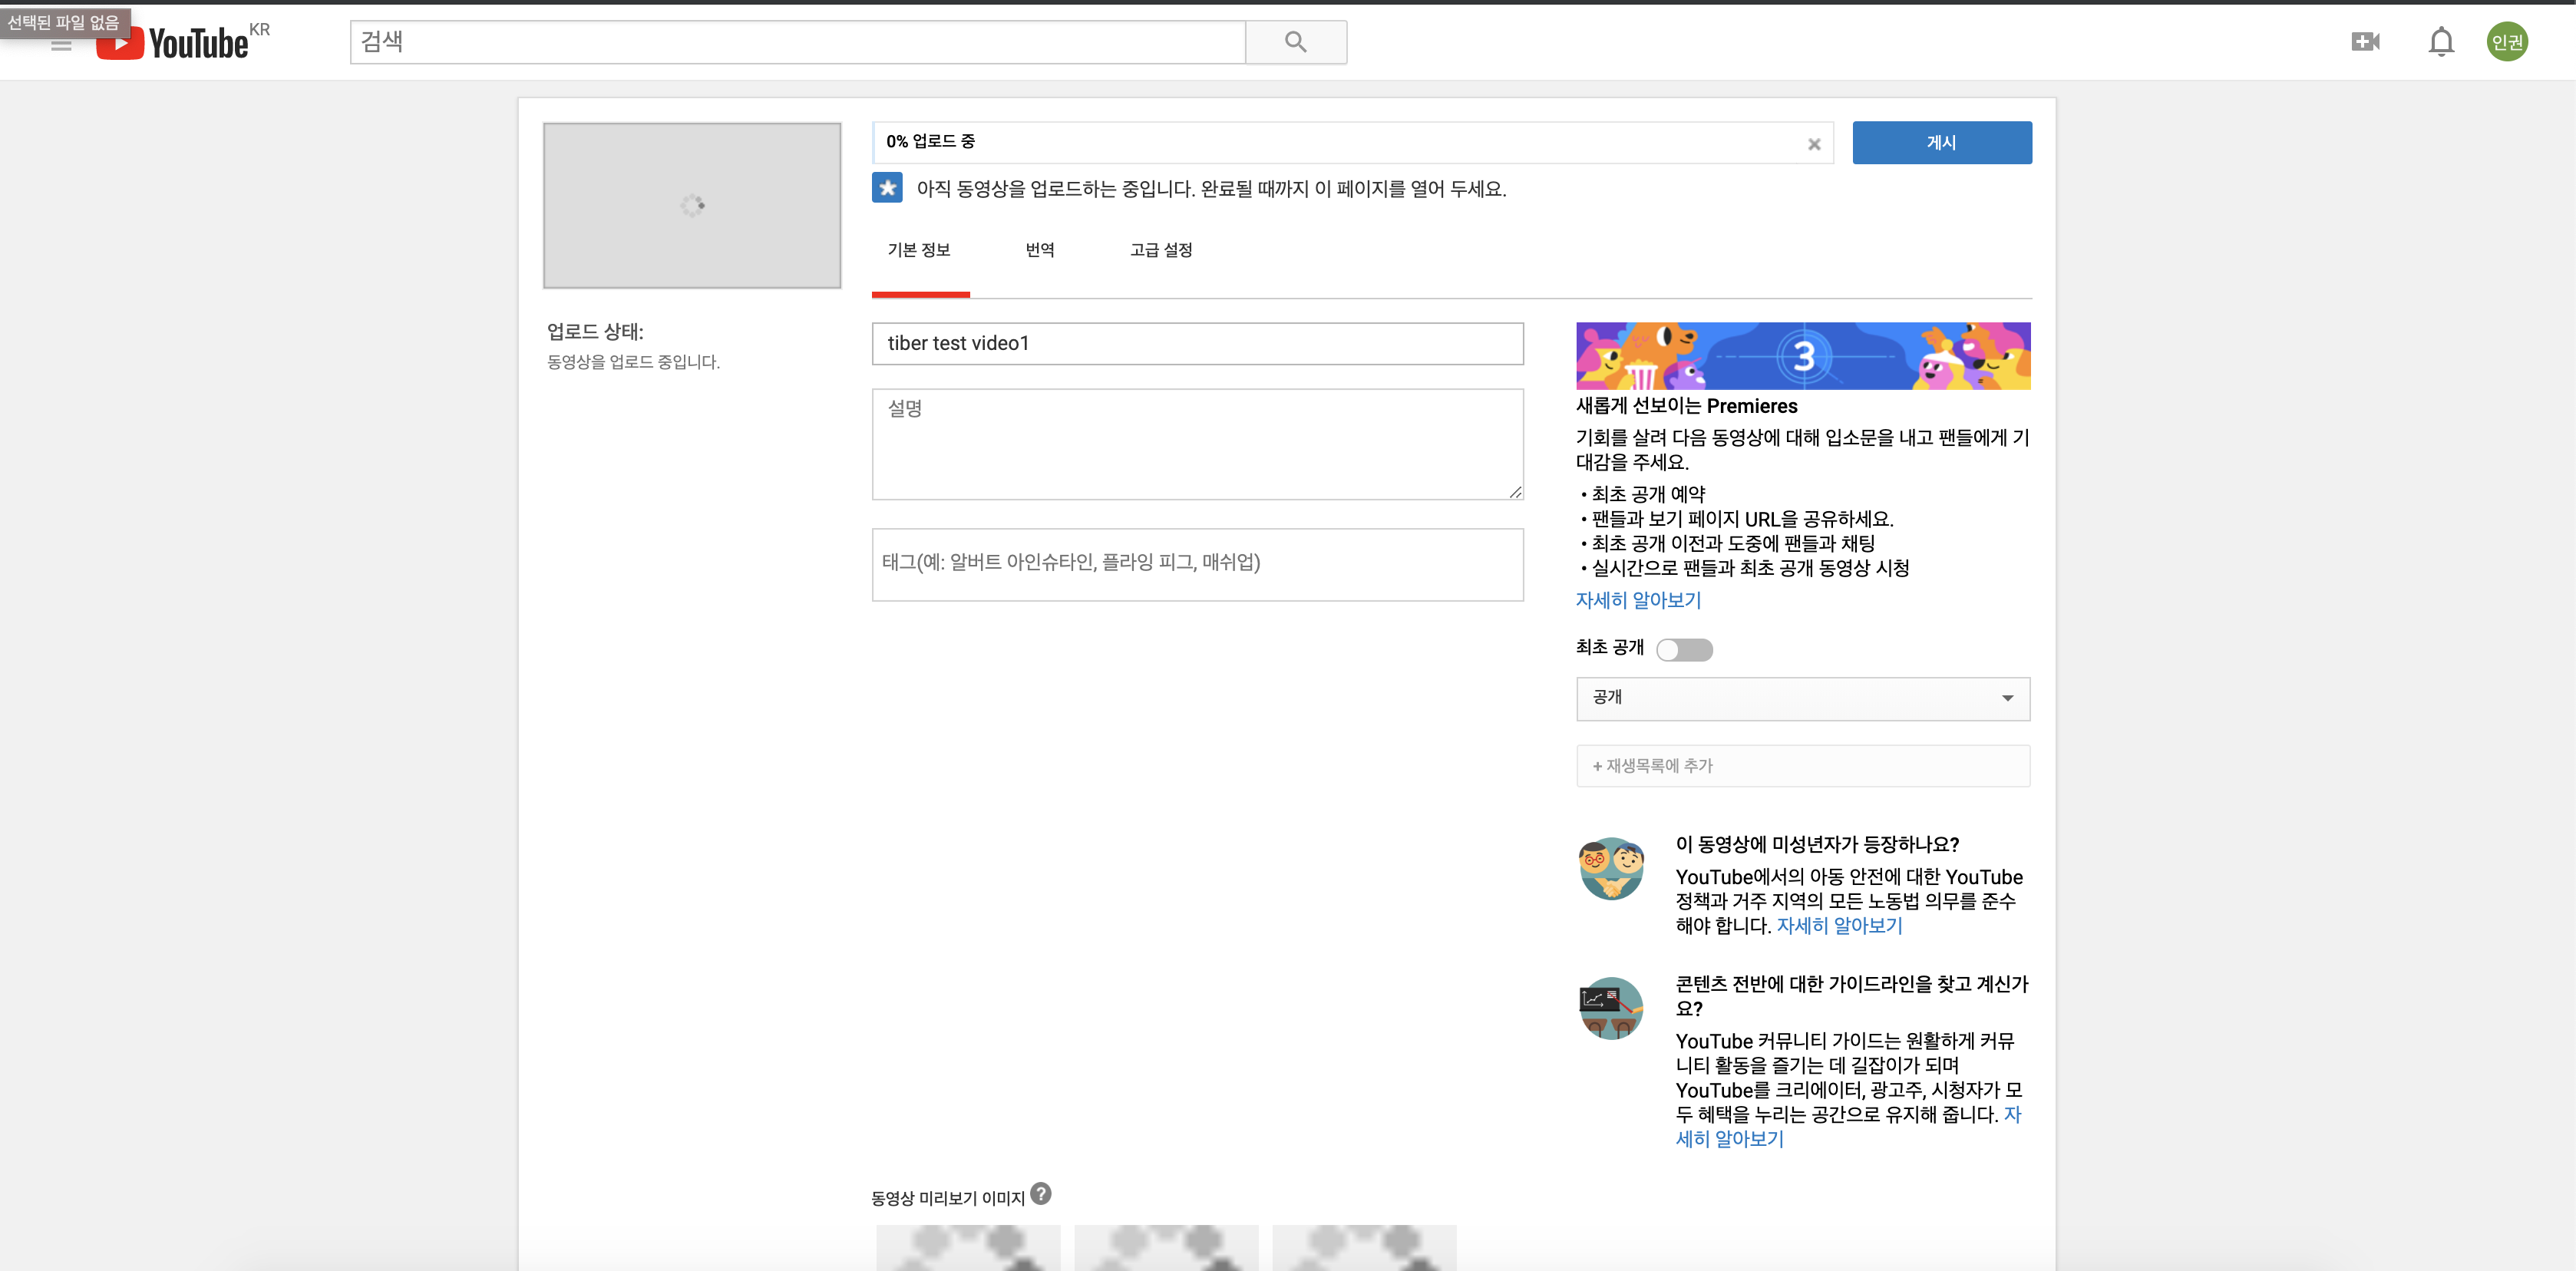 선택된 파일 없음
YouTube KR
검색
인권
0% 업로드 중
게시
아직 동영상을 업로드하는 중입니다. 완료될 때까지 이 페이지를 열어 두세요.
기본 정보
번역
고급 설정
업로드 상태:
동영상을 업로드 중입니다.
tiber test video1
설명
태그(예: 알버트 아인슈타인, 플라잉 피그, 매쉬업)
3
새롭게 선보이는 Premieres
기회를 살려 다음 동영상에 대해 입소문을 내고 팬들에게 기
대감을 주세요.
• 최초 공개 예약
• 팬들과 보기 페이지 URL을 공유하세요.
• 최초 공개 이전과 도중에 팬들과 채팅
• 실시간으로 팬들과 최초 공개 동영상 시청
자세히 알아보기
최초 공개
공개
+ 재생목록에 추가
이 동영상에 미성년자가 등장하나요?
YouTube에서의 아동 안전에 대한 YouTube
정책과 거주 지역의 모든 노동법 의무를 준수
해야 합니다. 자세히 알아보기
콘텐츠 전반에 대한 가이드라인을 찾고 계신가
요?
YouTube 커뮤니티 가이드는 원활하게 커뮤
니티 활동을 즐기는 데 길잡이가 되며
YouTube를 크리에이터, 광고주, 시청자가 모
두 혜택을 누리는 공간으로 유지해 줍니다. 자
세히 알아보기
동영상 미리보기 이미지 ?